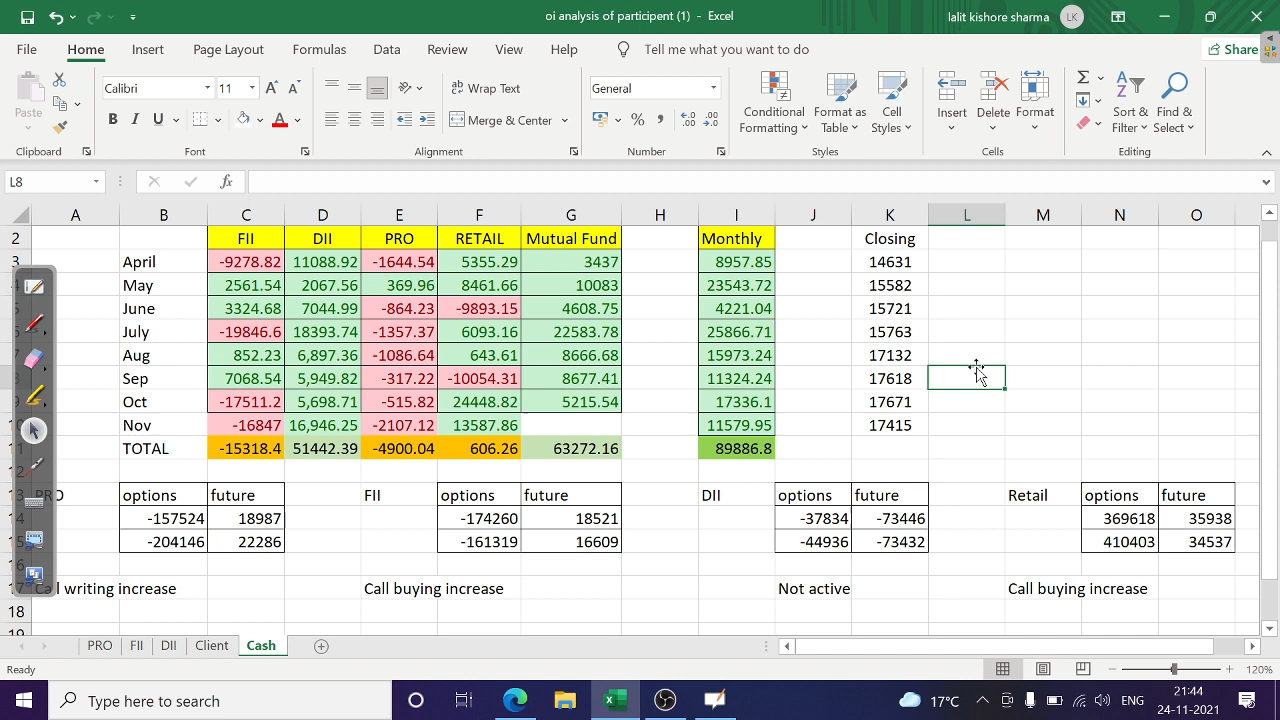 oi analysis of participent (1) - Excel
lalit kishore sharma LK
File Home Insert Page Layout Formulas Data Review View Help Tell me what you want to do Share
Paste Calibri 11 A A ab Wrap Text General Conditional Formatting Format as Table Cell Styles Insert Delete Format Sort & Filter Find & Select
B I U A Merge & Center % ,
Clipboard Font Alignment Number Styles Cells Editing
L8 fx
A B C D E F G H I J K L M N O
2 FII DII PRO RETAIL Mutual Fund Monthly Closing
3 April -9278.82 11088.92 -1644.54 5355.29 3437 8957.85 14631
May 2561.54 2067.56 369.96 8461.66 10083 23543.72 15582
June 3324.68 7044.99 -864.23 -9893.15 4608.75 4221.04 15721
July -19846.6 18393.74 -1357.37 6093.16 22583.78 25866.71 15763
Aug 852.23 6,897.36 -1086.64 643.61 8666.68 15973.24 17132
Sep 7068.54 5,949.82 -317.22 -10054.31 8677.41 11324.24 17618
Oct -17511.2 5,698.71 -515.82 24448.82 5215.54 17336.1 17671
Nov -16847 16,946.25 -2107.12 13587.86 11579.95 17415
TOTAL -15318.4 51442.39 -4900.04 606.26 63272.16 89886.8
PRO options future FII options future DII options future Retail options future
-157524 18987 -174260 18521 -37834 -73446 369618 35938
-204146 22286 -161319 16609 -44936 -73432 410403 34537
Call writing increase Call buying increase Not active Call buying increase
18
19
PRO FII DII Client Cash
Ready 120%
Type here to search 17°C ENG 21:44
24-11-2021